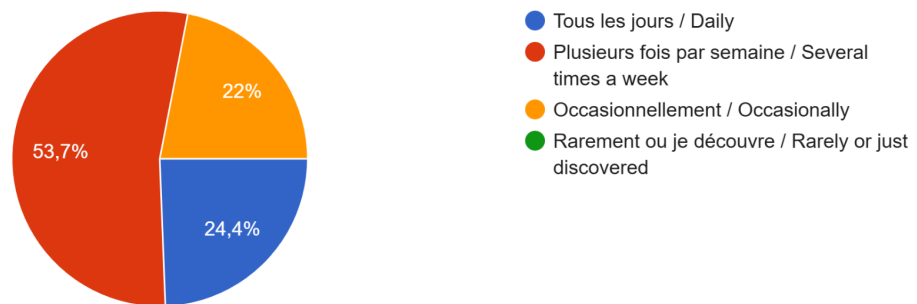 22%
53,7%
24,4%
Tous les jours / Daily
Plusieurs fois par semaine / Several
times a week
Occasionnellement / Occasionally
Rarement ou je découvre / Rarely or just
discovered